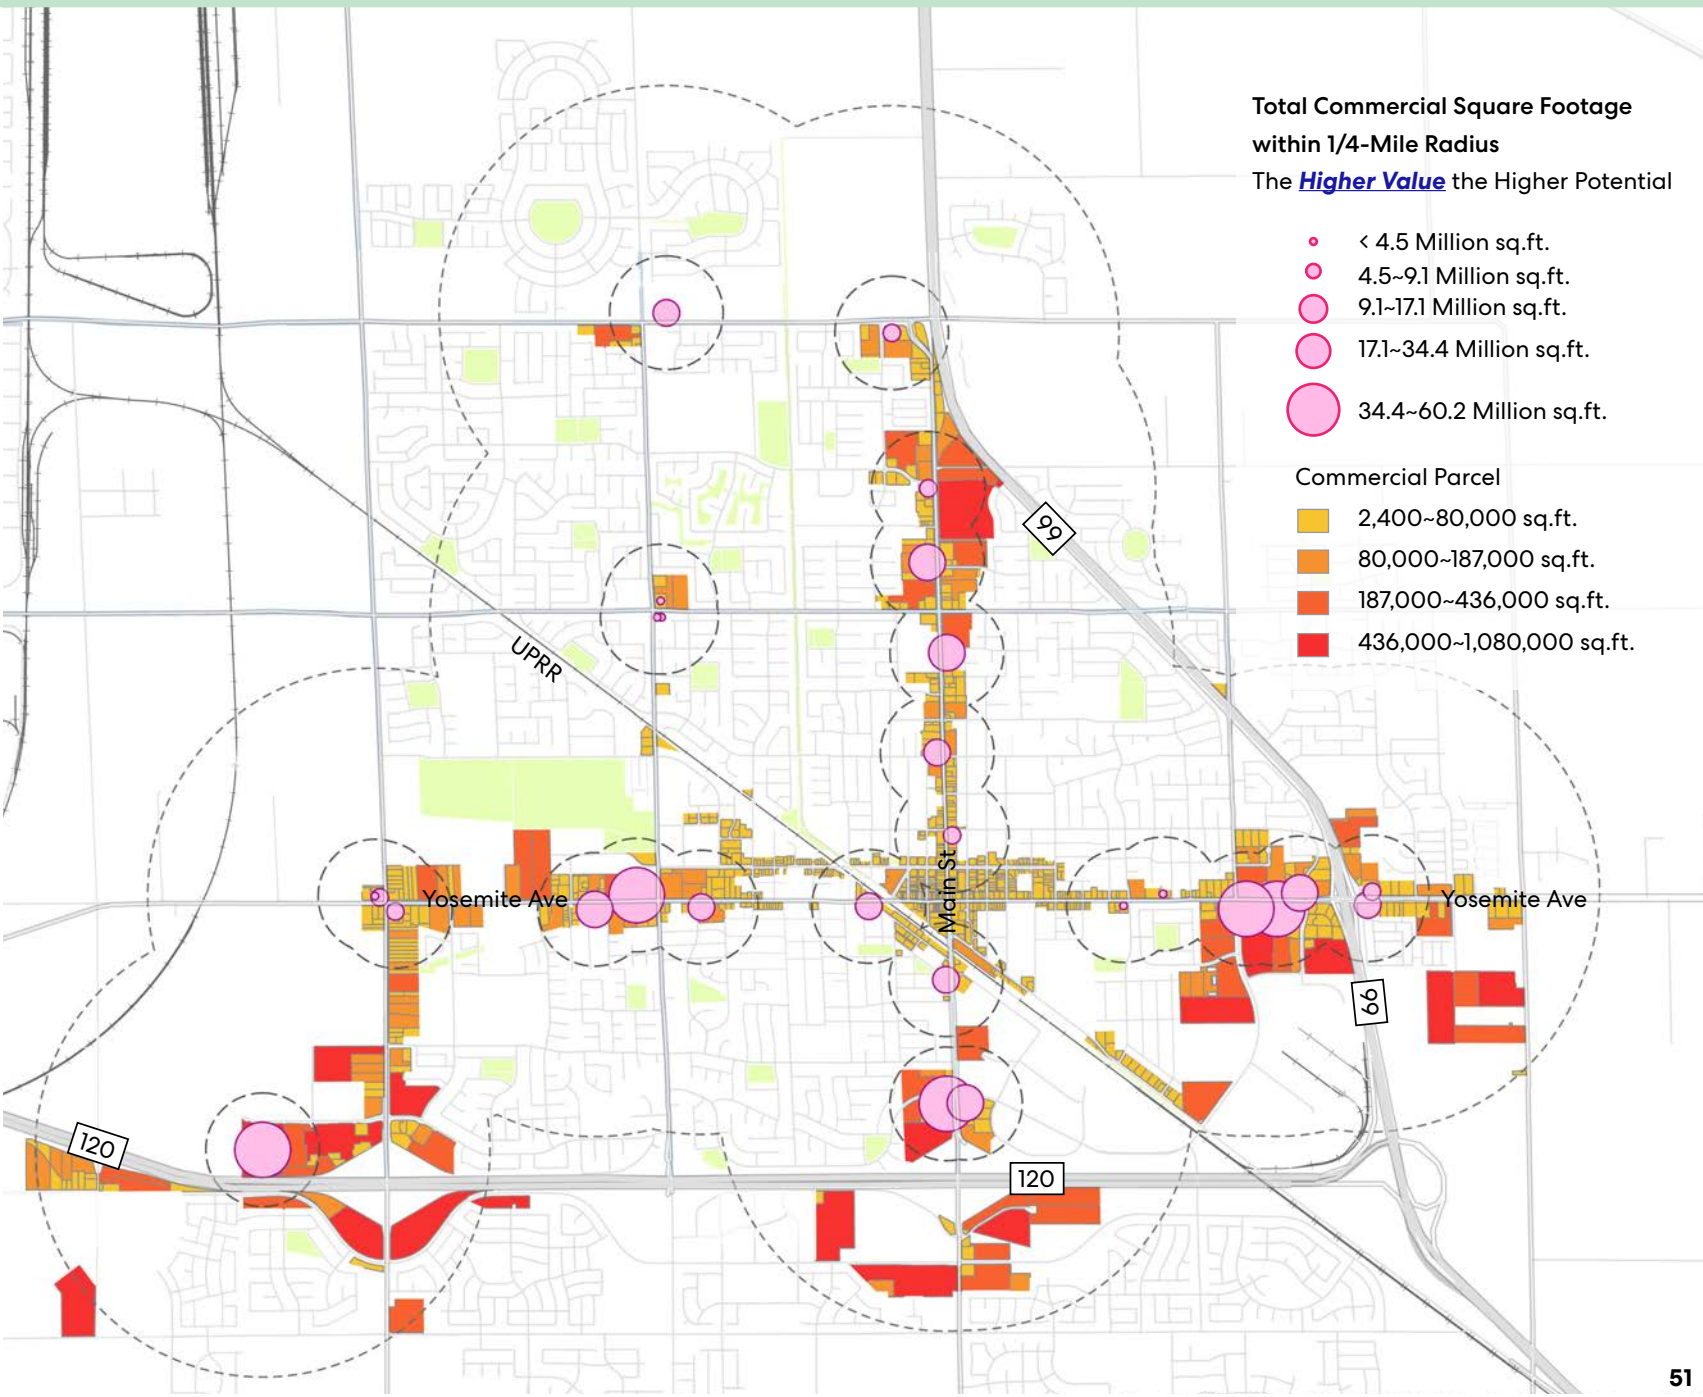 Total Commercial Square Footage
within 1/4-Mile Radius
The Higher Value the Higher Potential
< 4.5 Million sq.ft.
4.5~9.1 Million sq.ft.
9.1~17.1 Million sq.ft.
17.1~34.4 Million sq.ft.
34.4~60.2 Million sq.ft.
Commercial Parcel
2,400~80,000 sq.ft.
80,000~187,000 sq.ft.
187,000~436,000 sq.ft.
436,000~1,080,000 sq.ft.
99
UPRR
Main St
Yosemite Ave
Yosemite Ave
99
120
120
51